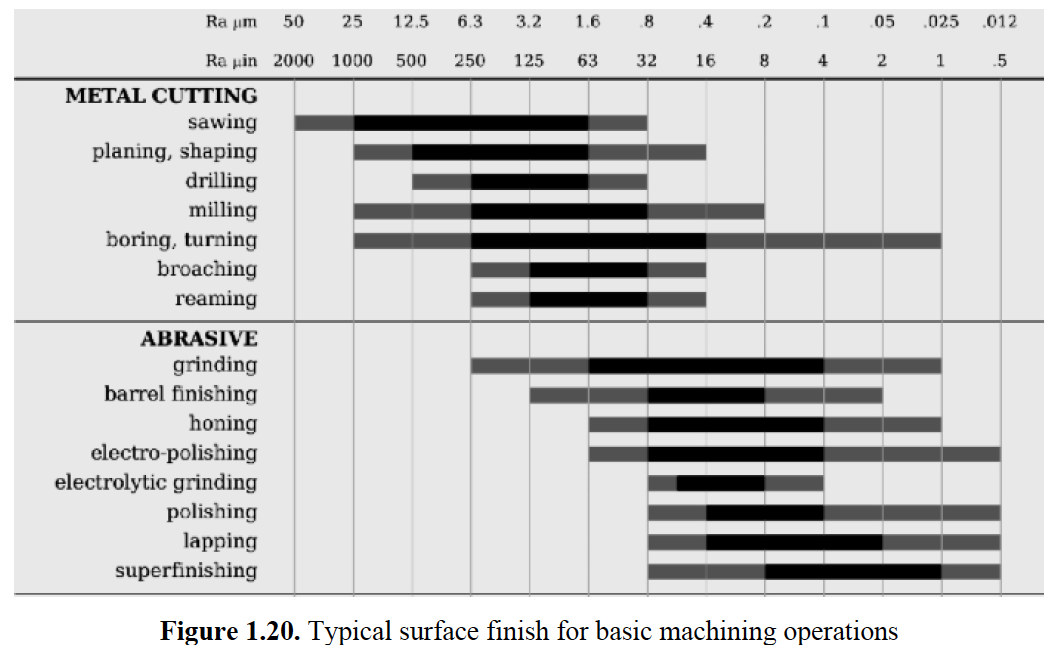 Ra μm 50 25 12.5 6.3 3.2 1.6 .8 .4 .2 .1 .05 .025 .012
Ra μin 2000 1000 500 250 125 63 32 16 8 4 2 1 .5
METAL CUTTING
sawing
planing, shaping
drilling
milling
boring, turning
broaching
reaming
ABRASIVE
grinding
barrel finishing
honing
electro-polishing
electrolytic grinding
polishing
lapping
superfinishing
Figure 1.20. Typical surface finish for basic machining operations